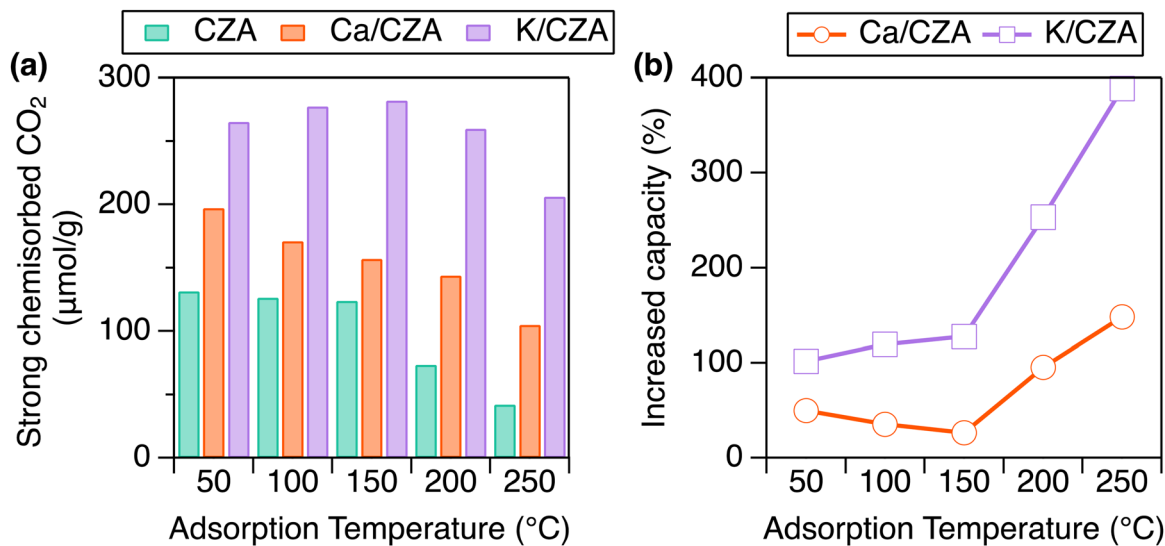 CZA Ca/CZA K/CZA
(a)
300
200
100
0
Strong chemisorbed CO₂
(µmol/g)
50 100 150 200 250
Adsorption Temperature (°C)
Ca/CZA K/CZA
(b)
400
300
200
100
0
Increased capacity (%)
50 100 150 200 250
Adsorption Temperature (°C)